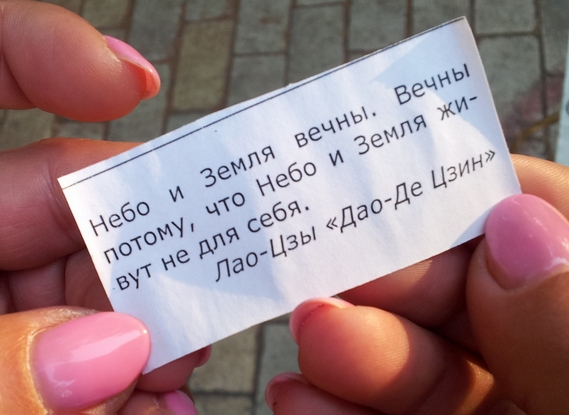 Небо и Земля вечны. Вечны
потому, что Небо и Земля жи-
вут не для себя.
Лао-Цзы «Дао-Де Цзин»